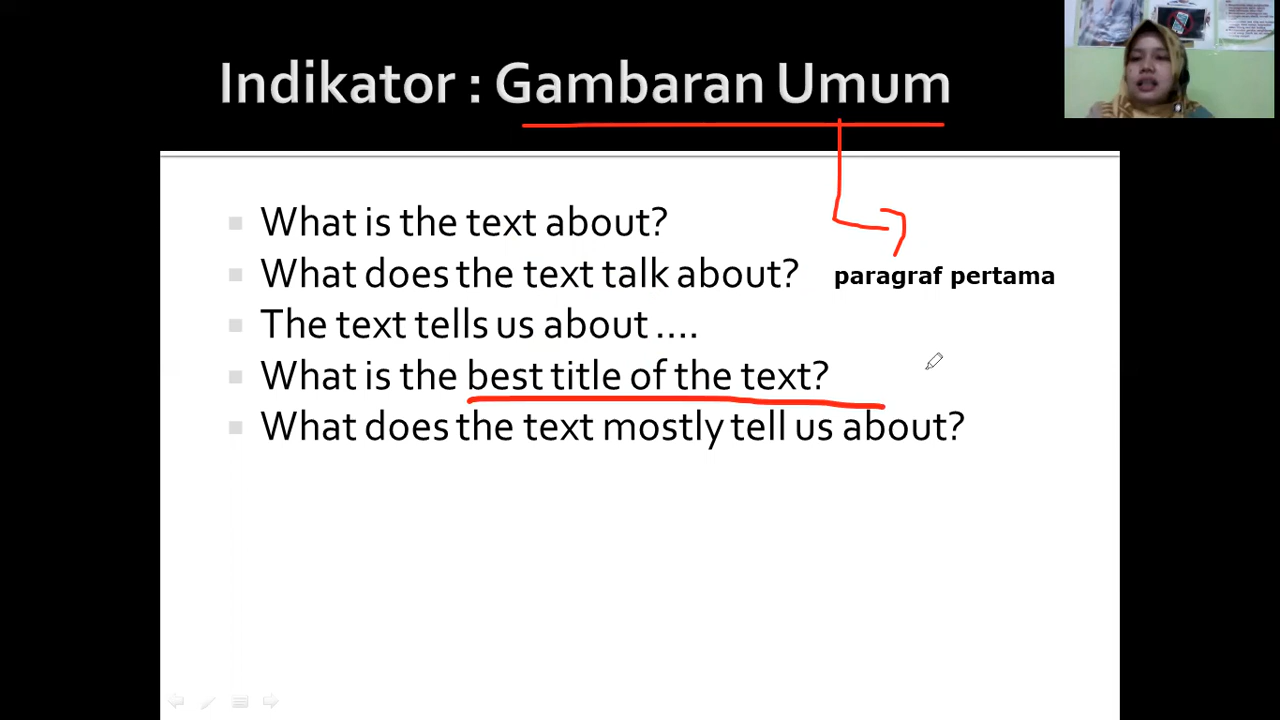 Indikator : Gambaran Umum
What is the text about?
What does the text talk about?
paragraf pertama
The text tells us about ....
What is the best title of the text?
What does the text mostly tell us about?